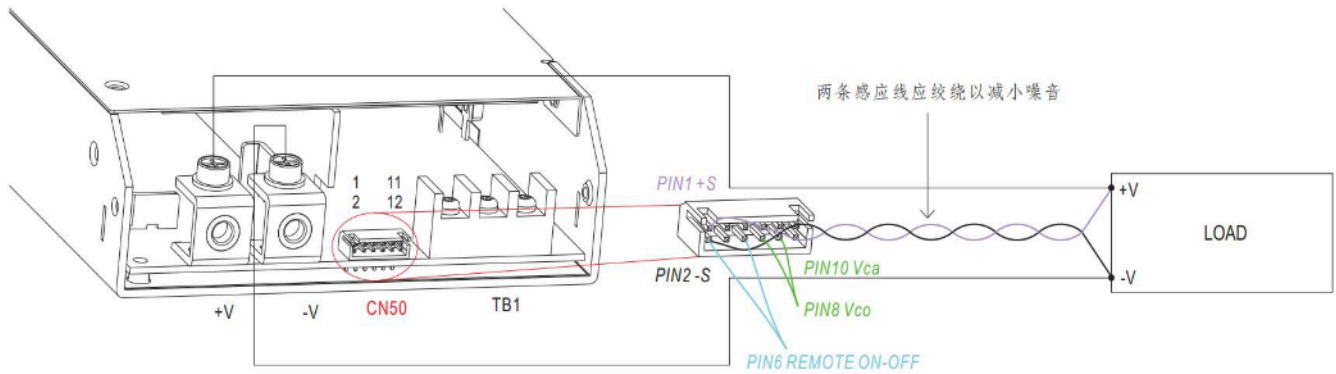 两条感应线应绞绕以减小噪音
1 11
2 12
PIN1 +S
+V
LOAD
PIN2 -S
PIN10 Vca
-V
+V
-V
CN50
TB1
PIN8 Vco
PIN6 REMOTE ON-OFF